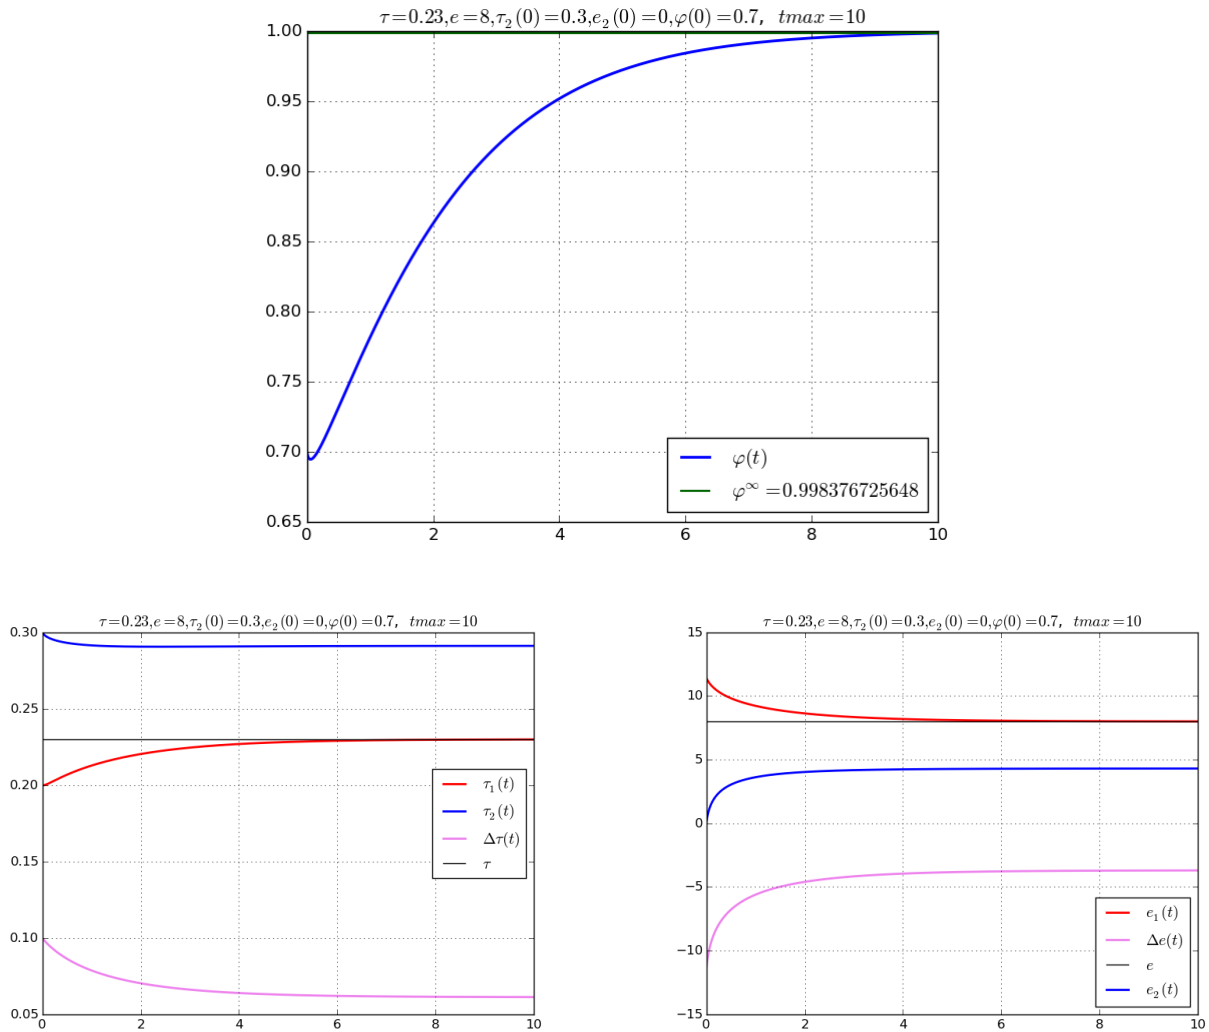 τ=0.23,e=8,τ₂(0)=0.3,e₂(0)=0,φ(0)=0.7, tmax=10
1.00
0.95
0.90
0.85
0.80
0.75
0.70
0.65
φ(t)
φ^∞=0.998376725648
0 2 4 6 8 10
τ=0.23,e=8,τ₂(0)=0.3,e₂(0)=0,φ(0)=0.7, tmax=10
0.30
0.25
0.20
0.15
0.10
0.05
τ₁(t)
τ₂(t)
Δτ(t)
τ
0 2 4 6 8 10
τ=0.23,e=8,τ₂(0)=0.3,e₂(0)=0,φ(0)=0.7, tmax=10
15
10
5
0
−5
−10
−15
e₁(t)
Δe(t)
e
e₂(t)
0 2 4 6 8 10